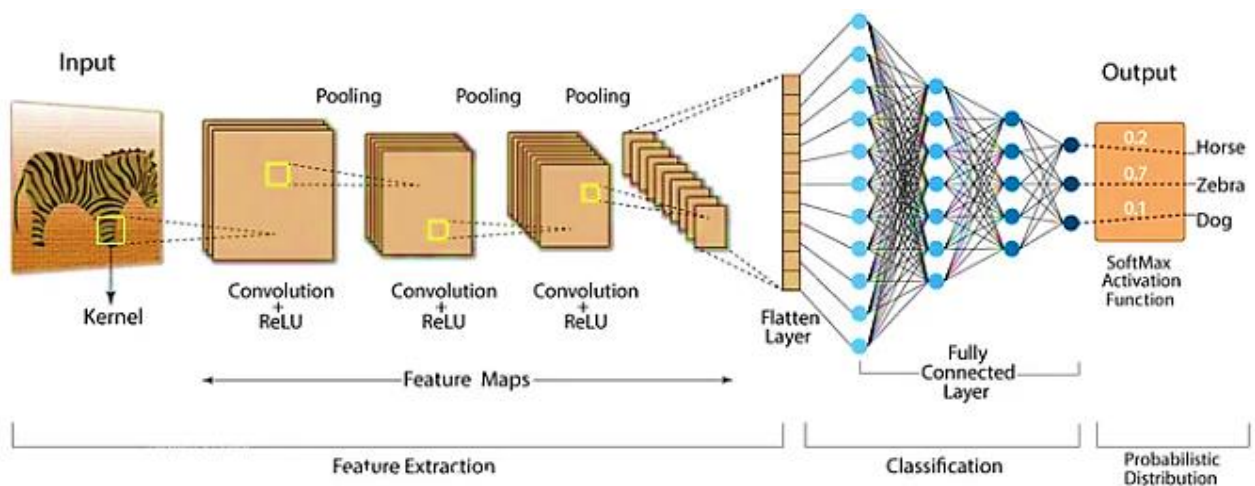 Input
Pooling
Pooling
Pooling
Output
0.2
Horse
0.7
Zebra
0.1
Dog
SoftMax
Activation
Function
Kernel
Convolution
+
ReLU
Convolution
+
ReLU
Convolution
+
ReLU
Flatten
Layer
Fully
Connected
Layer
Feature Maps
Feature Extraction
Classification
Probabilistic
Distribution